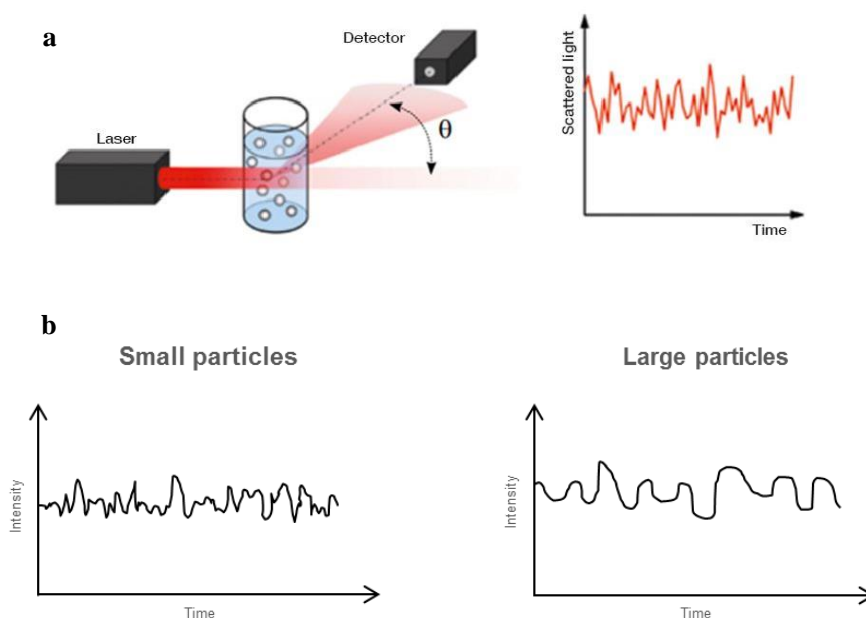 a
Detector
Laser
θ
Scattered light
Time
b
Small particles
Large particles
Intensity
Time
Intensity
Time